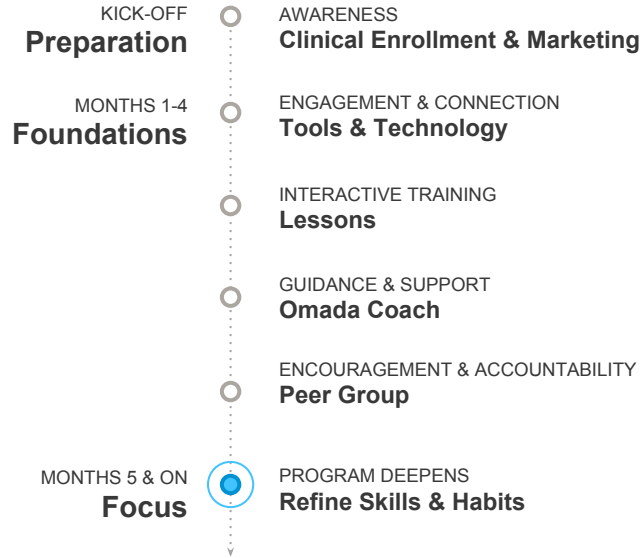 KICK-OFF
Preparation
AWARENESS
Clinical Enrollment & Marketing
MONTHS 1-4
Foundations
ENGAGEMENT & CONNECTION
Tools & Technology
INTERACTIVE TRAINING
Lessons
GUIDANCE & SUPPORT
Omada Coach
ENCOURAGEMENT & ACCOUNTABILITY
Peer Group
MONTHS 5 & ON
Focus
PROGRAM DEEPENS
Refine Skills & Habits